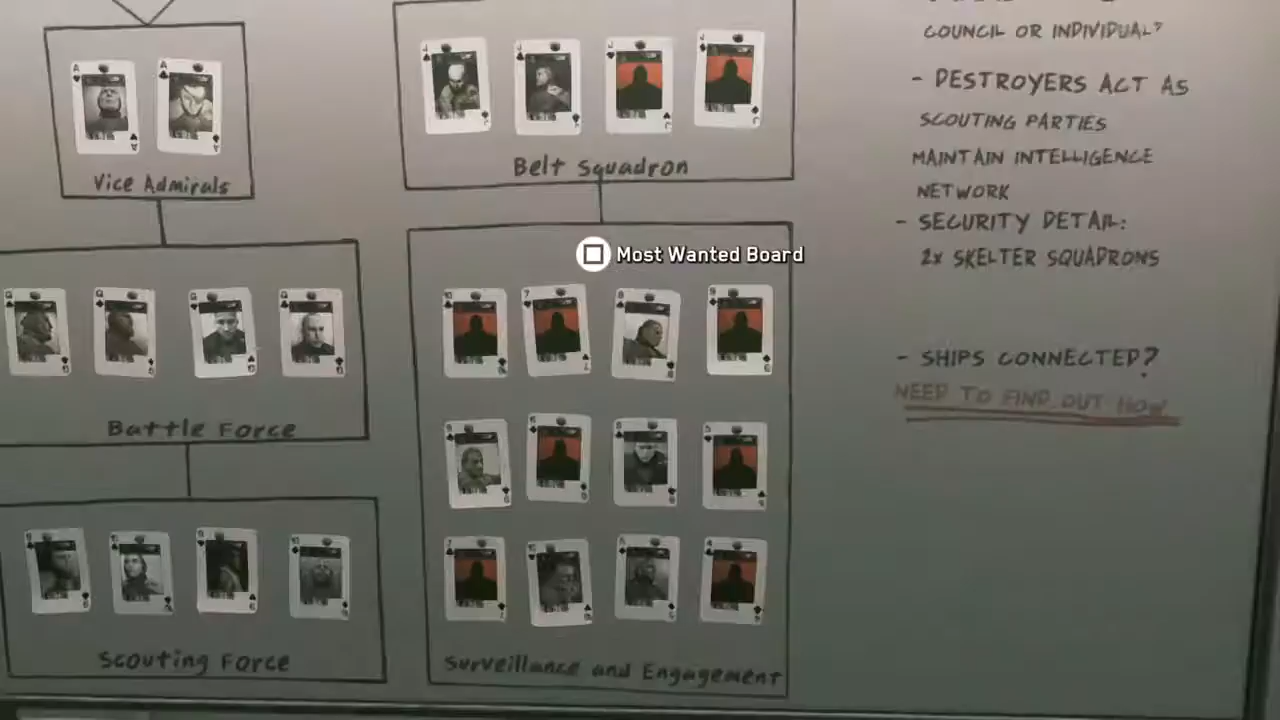 Vice Admirals
Belt Squadron
Most Wanted Board
Battle Force
Scouting Force
Surveillance and Engagement
COUNCIL OR INDIVIDUAL?
- DESTROYERS ACT AS
SCOUTING PARTIES
MAINTAIN INTELLIGENCE
NETWORK
- SECURITY DETAIL:
2x SKELTER SQUADRONS
- SHIPS CONNECTED?
NEED TO FIND OUT HOW